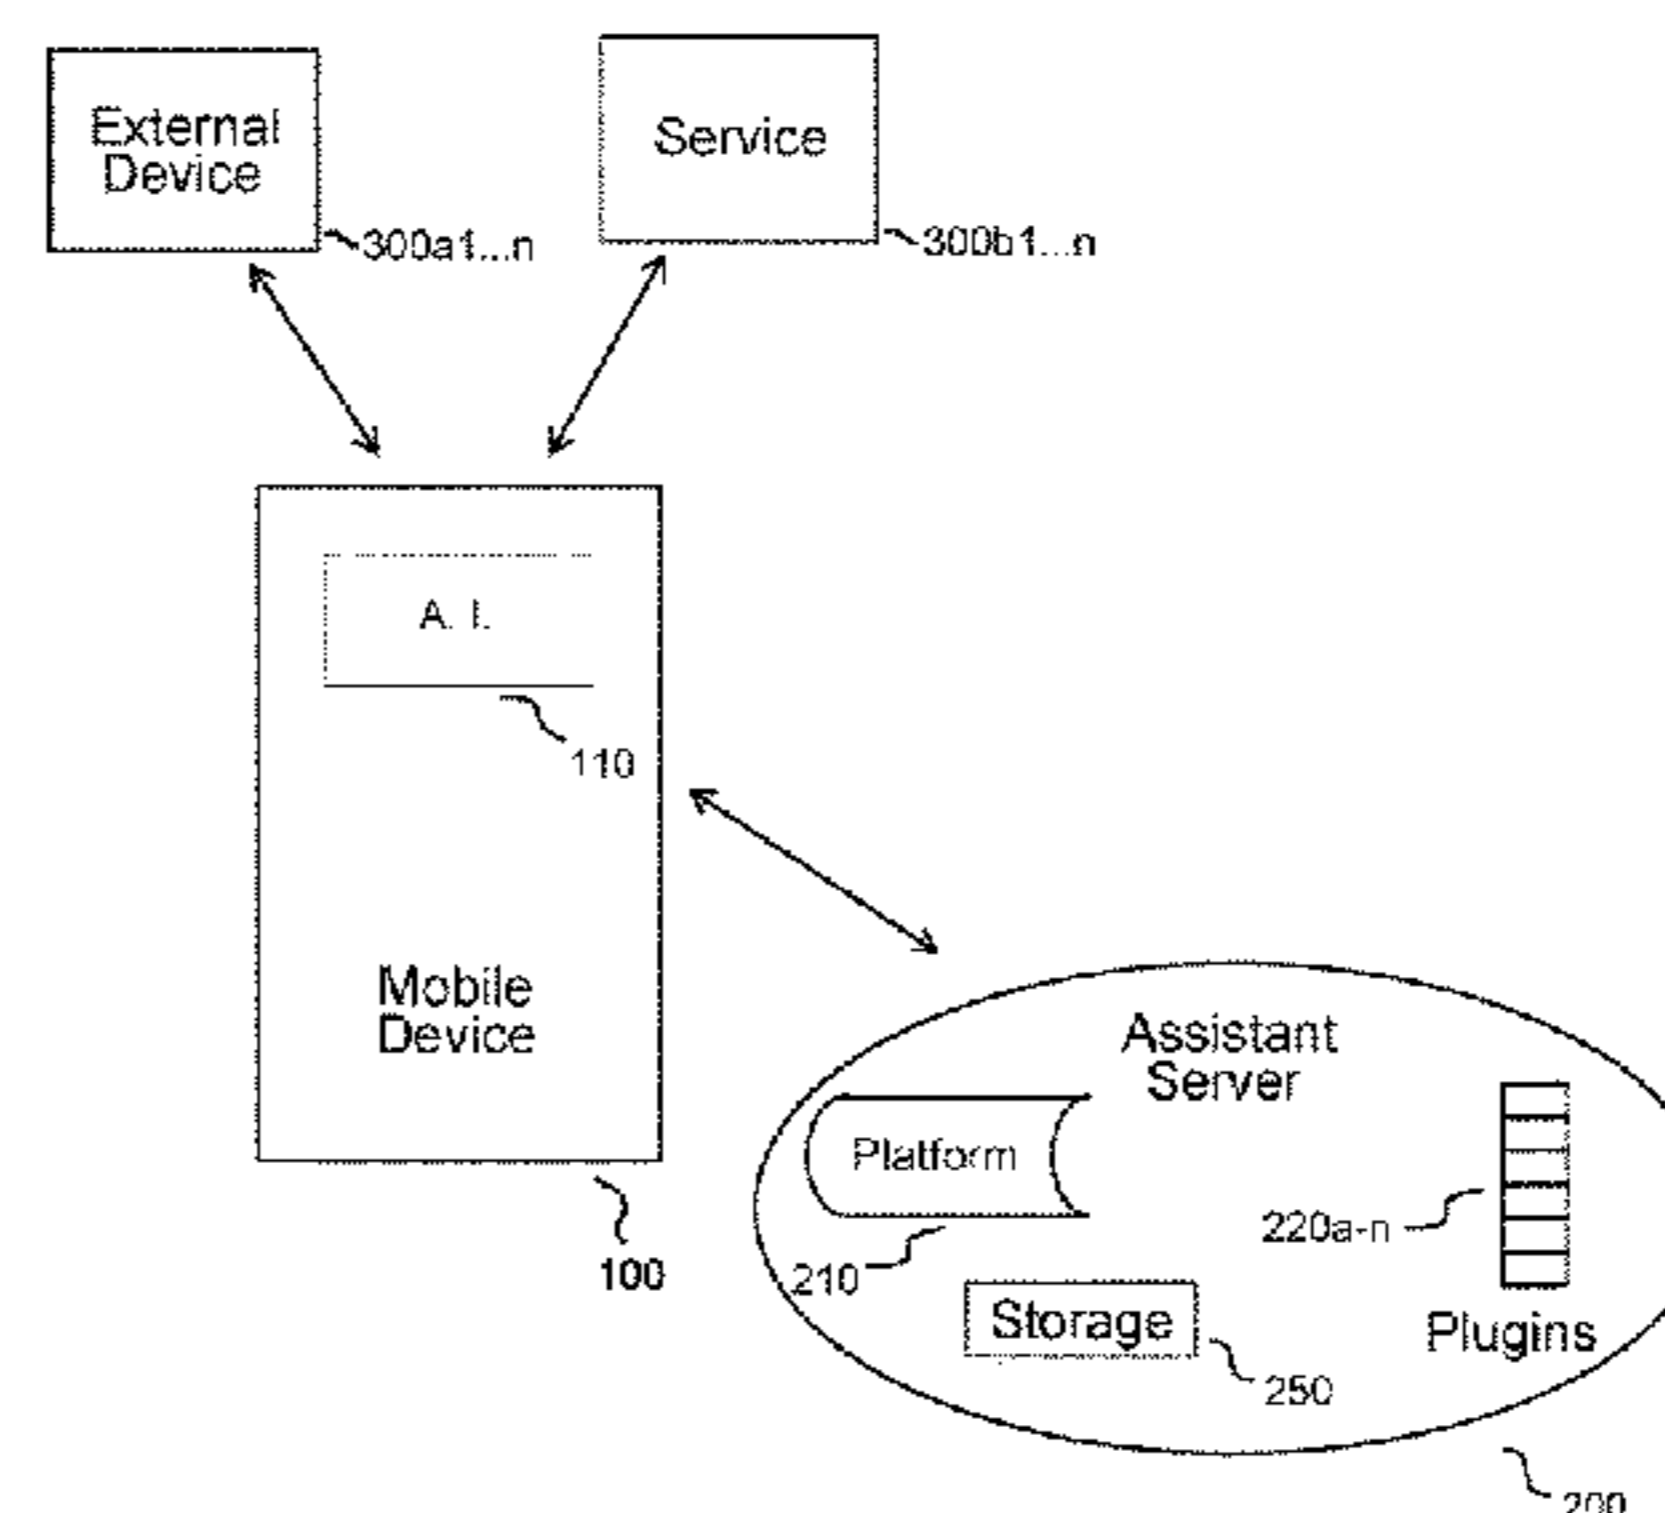 External
Device
Service
300a1...n
300b1...n
A. I.
110
Mobile
Device
100
Assistant
Server
Platform
210
220a-n
Storage
250
Plugins
200